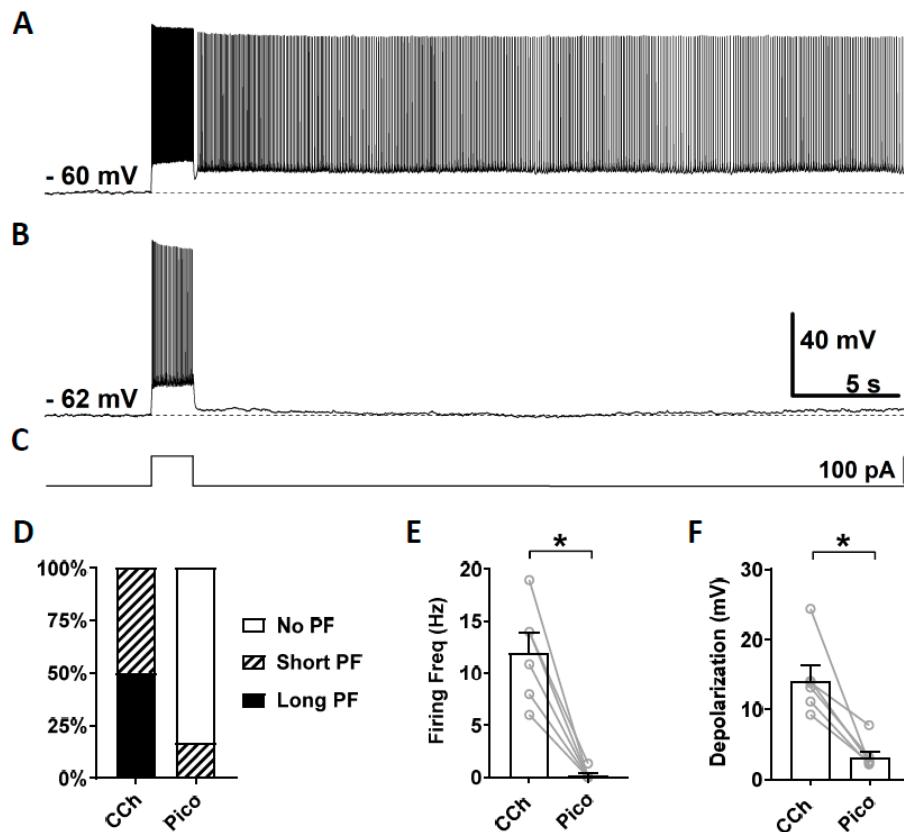 A
- 60 mV
B
- 62 mV
40 mV
5 s
C
100 pA
D
100%
75%
50%
25%
0%
CCh
Pico
No PF
Short PF
Long PF
E
*
Firing Freq (Hz)
20
15
10
5
0
CCh
Pico
F
*
Depolarization (mV)
30
20
10
0
CCh
Pico